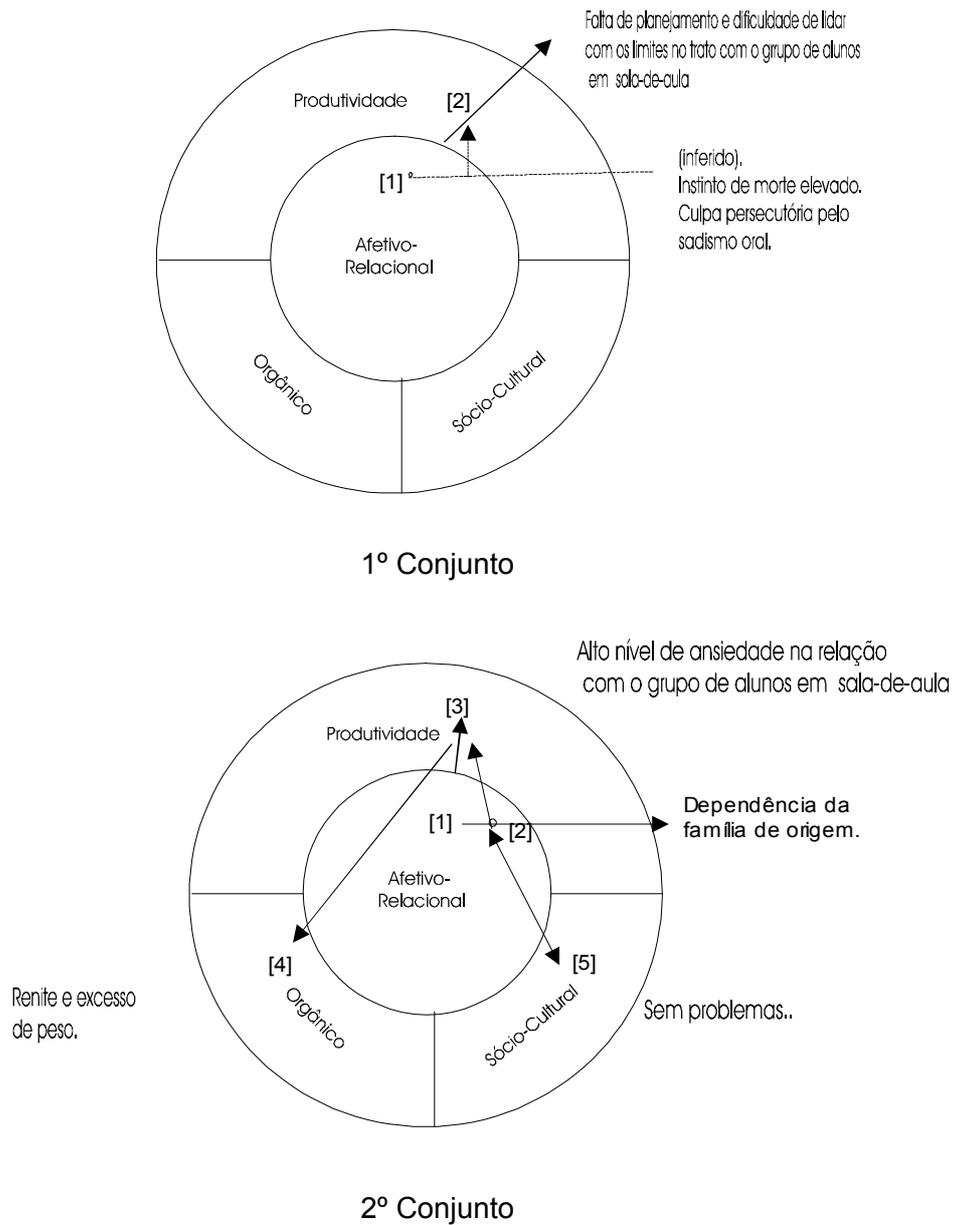 Falta de planejamento e dificuldade de lidar
com os limites no trato com o grupo de alunos
em sala-de-aula
Produtividade
[2]
(inferido).
Instinto de morte elevado.
Culpa persecutória pelo
sadismo oral.
[1]
Afetivo-
Relacional
Orgânico
Sócio-Cultural
1º Conjunto
Alto nível de ansiedade na relação
com o grupo de alunos em sala-de-aula
[3]
Produtividade
Dependência da
família de origem.
[1]
[2]
Afetivo-
Relacional
[4]
[5]
Renite e excesso
de peso.
Orgânico
Sócio-Cultural
Sem problemas..
2º Conjunto